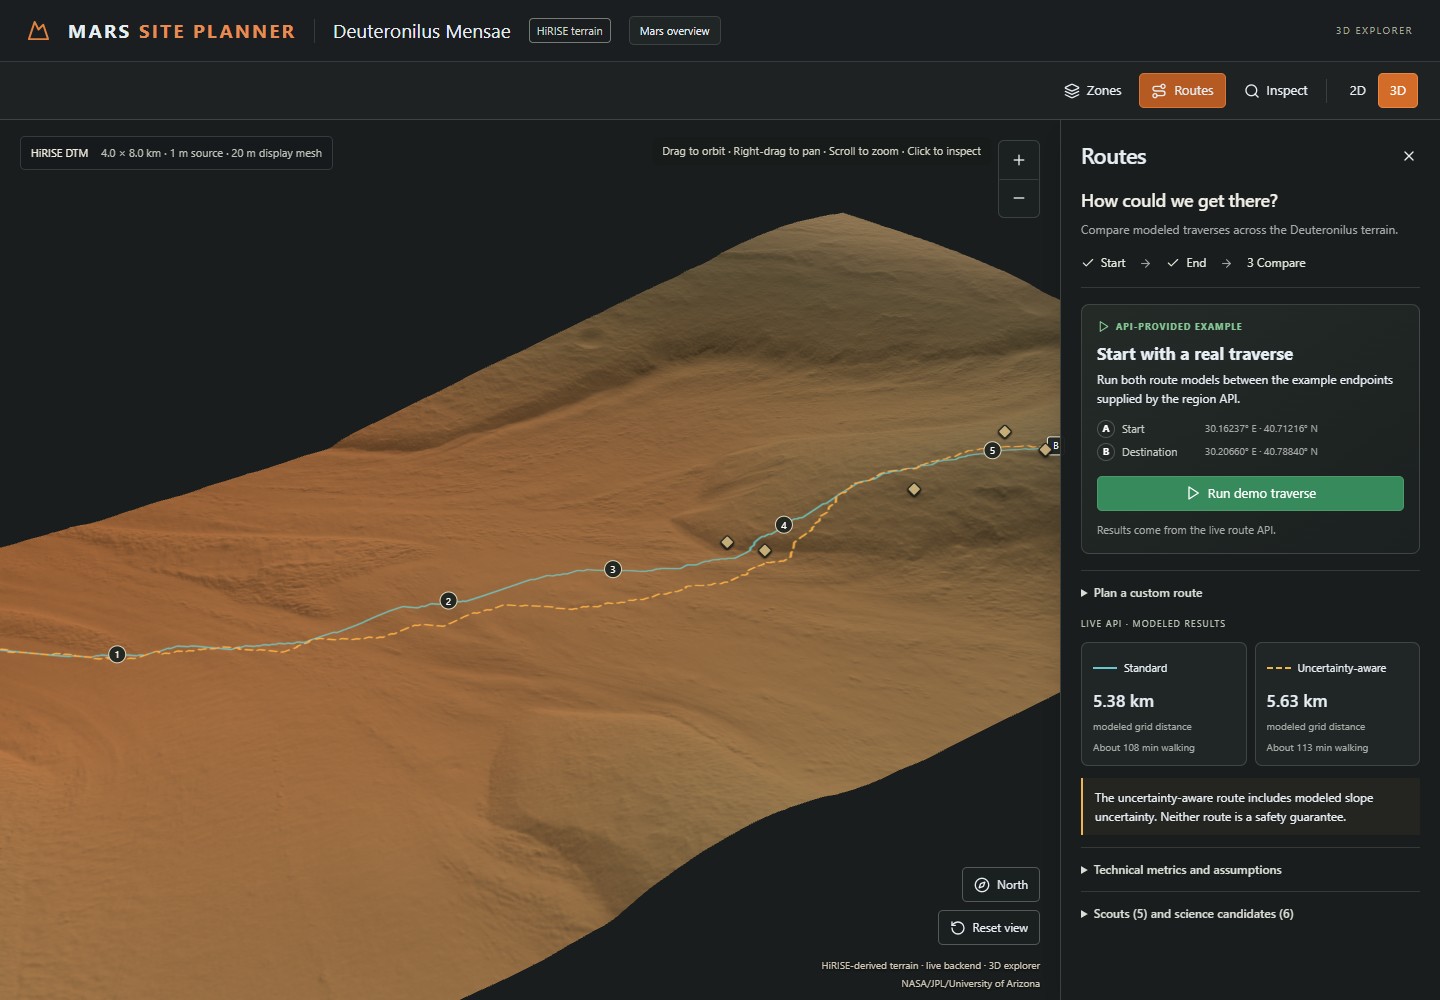 MARS SITE PLANNER
Deuteronilus Mensae
HiRISE terrain
Mars overview
3D EXPLORER
Zones
Routes
Inspect
2D
3D
HiRISE DTM 4.0 × 8.0 km · 1 m source · 20 m display mesh
Drag to orbit · Right-drag to pan · Scroll to zoom · Click to inspect
+
−
1
2
3
4
5
B
North
Reset view
HiRISE-derived terrain · live backend · 3D explorer
NASA/JPL/University of Arizona
Routes
How could we get there?
Compare modeled traverses across the Deuteronilus terrain.
✓ Start → ✓ End → 3 Compare
API-PROVIDED EXAMPLE
Start with a real traverse
Run both route models between the example endpoints
supplied by the region API.
A Start 30.16237° E · 40.71216° N
B Destination 30.20660° E · 40.78840° N
Run demo traverse
Results come from the live route API.
Plan a custom route
LIVE API · MODELED RESULTS
Standard
5.38 km
modeled grid distance
About 108 min walking
Uncertainty-aware
5.63 km
modeled grid distance
About 113 min walking
The uncertainty-aware route includes modeled slope
uncertainty. Neither route is a safety guarantee.
Technical metrics and assumptions
Scouts (5) and science candidates (6)